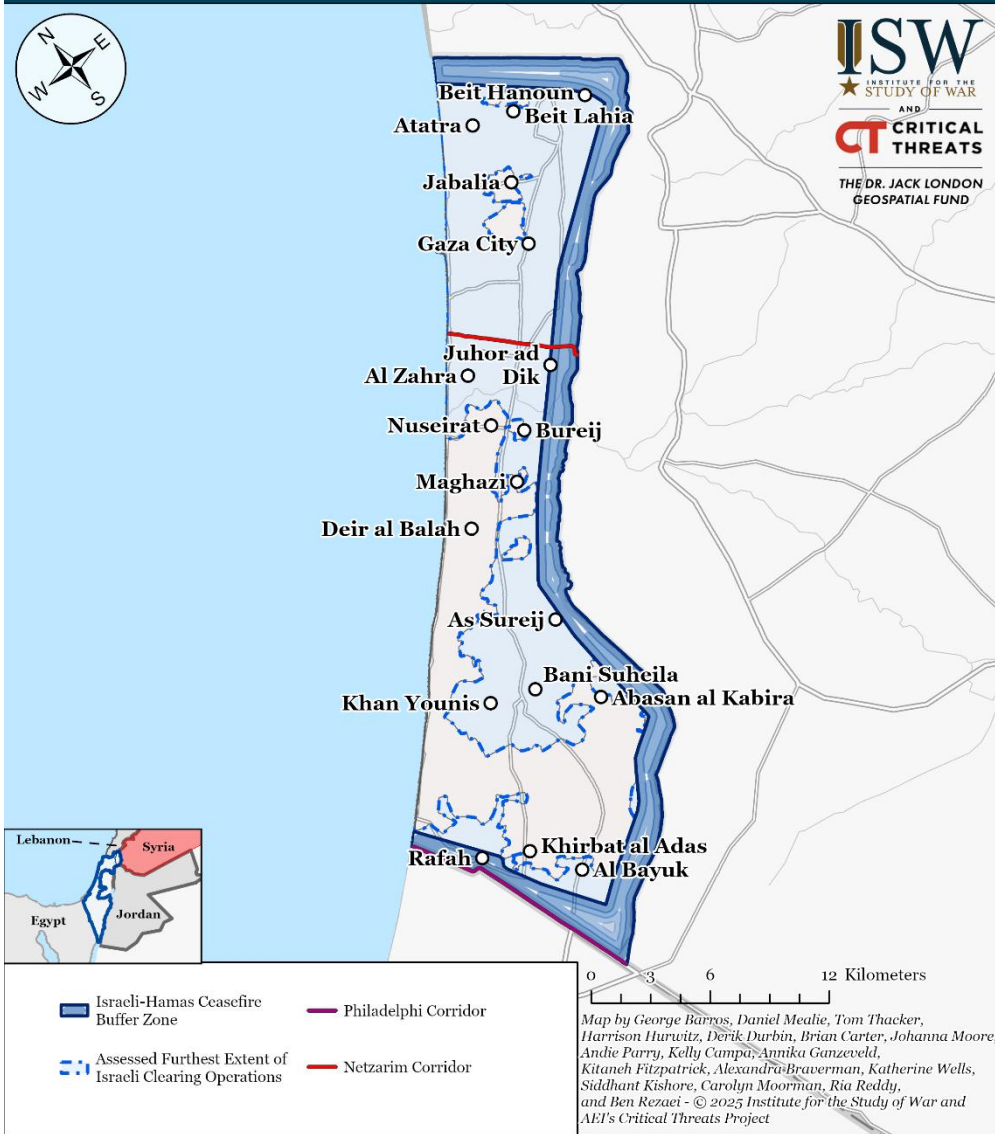 N
E
W
S
ISW
INSTITUTE FOR THE
STUDY OF WAR
AND
CT CRITICAL
THREATS
THE DR. JACK LONDON
GEOSPATIAL FUND
Beit Hanoun
Beit Lahia
Atatra
Jabalia
Gaza City
Juhor ad
Dik
Al Zahra
Nuseirat
Bureij
Maghazi
Deir al Balah
As Sureij
Bani Suheila
Abasan al Kabira
Khan Younis
Khirbat al Adas
Rafah
Al Bayuk
Lebanon
Syria
Egypt
Jordan
0 3 6 12 Kilometers
Israeli-Hamas Ceasefire
Buffer Zone
Assessed Furthest Extent of
Israeli Clearing Operations
Philadelphi Corridor
Netzarim Corridor
Map by George Barros, Daniel Mealie, Tom Thacker,
Harrison Hurwitz, Derik Durbin, Brian Carter, Johanna Moore,
Andie Parry, Kelly Campa, Annika Ganzeveld,
Kitaneh Fitzpatrick, Alexandra Braverman, Katherine Wells,
Siddhant Kishore, Carolyn Moorman, Ria Reddy,
and Ben Rezaei - © 2025 Institute for the Study of War and
AEI's Critical Threats Project